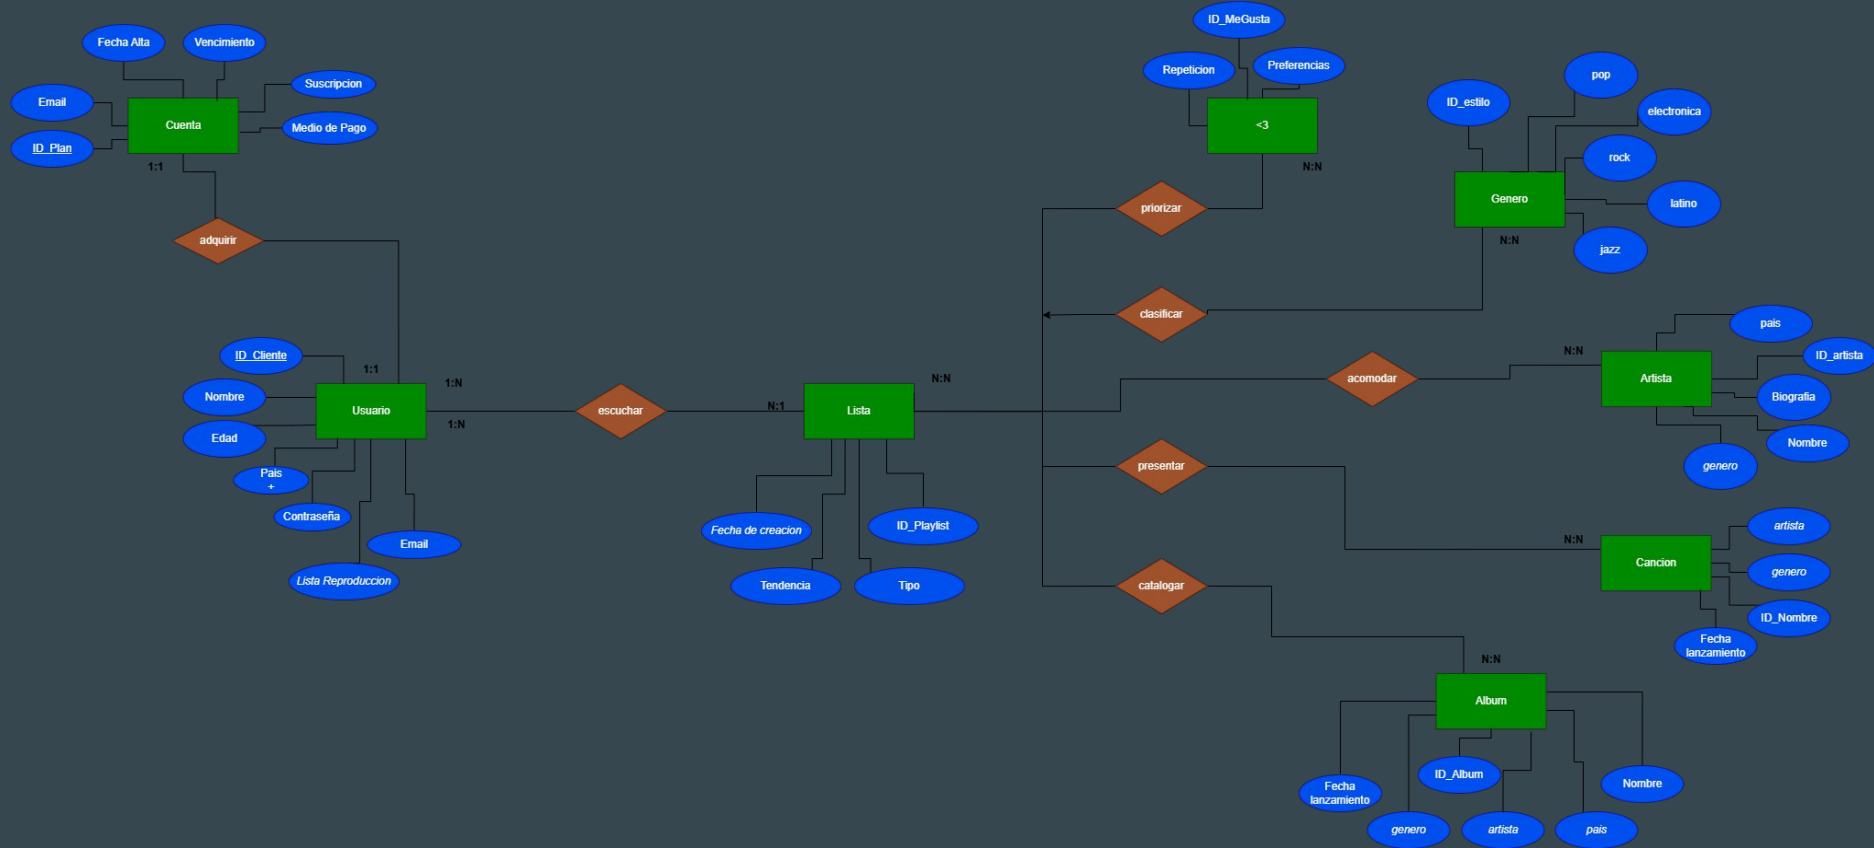 ID_MeGusta
Fecha Alta
Vencimiento
Repeticion
Preferencias
pop
Suscripcion
Email
ID_estilo
electronica
Cuenta
<3
Medio de Pago
ID_Plan
rock
1:1
N:N
Genero
latino
priorizar
adquirir
N:N
jazz
clasificar
pais
ID_Cliente
N:N
ID_artista
1:1
1:N
N:N
acomodar
Artista
Nombre
Biografia
N:1
Usuario
escuchar
Lista
1:N
Edad
Nombre
presentar
genero
Pais
+
Contraseña
artista
Fecha de creacion
ID_Playlist
N:N
Email
Cancion
genero
Lista Reproduccion
Tendencia
Tipo
catalogar
ID_Nombre
Fecha
lanzamiento
N:N
Album
ID_Album
Nombre
Fecha
lanzamiento
genero
artista
pais